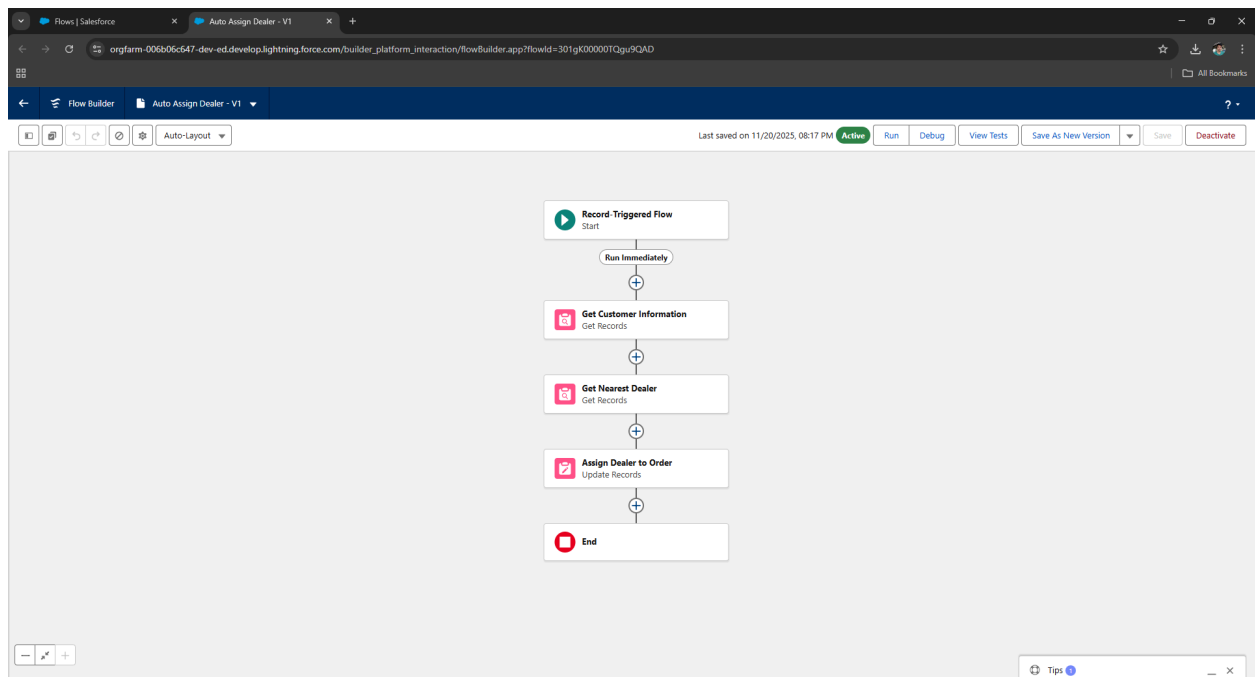 Flows | Salesforce
Auto Assign Dealer - V1
orgfarm-006b06c647-dev-ed.develop.lightning.force.com/builder_platform_interaction/flowBuilder.app?flowId=301gK00000TQgu9QAD
All Bookmarks
Flow Builder Auto Assign Dealer - V1 ?
Auto-Layout Last saved on 11/20/2025, 08:17 PM Active Run Debug View Tests Save As New Version Save Deactivate
Record-Triggered Flow
Start
Run Immediately
Get Customer Information
Get Records
Get Nearest Dealer
Get Records
Assign Dealer to Order
Update Records
End
Tips 1